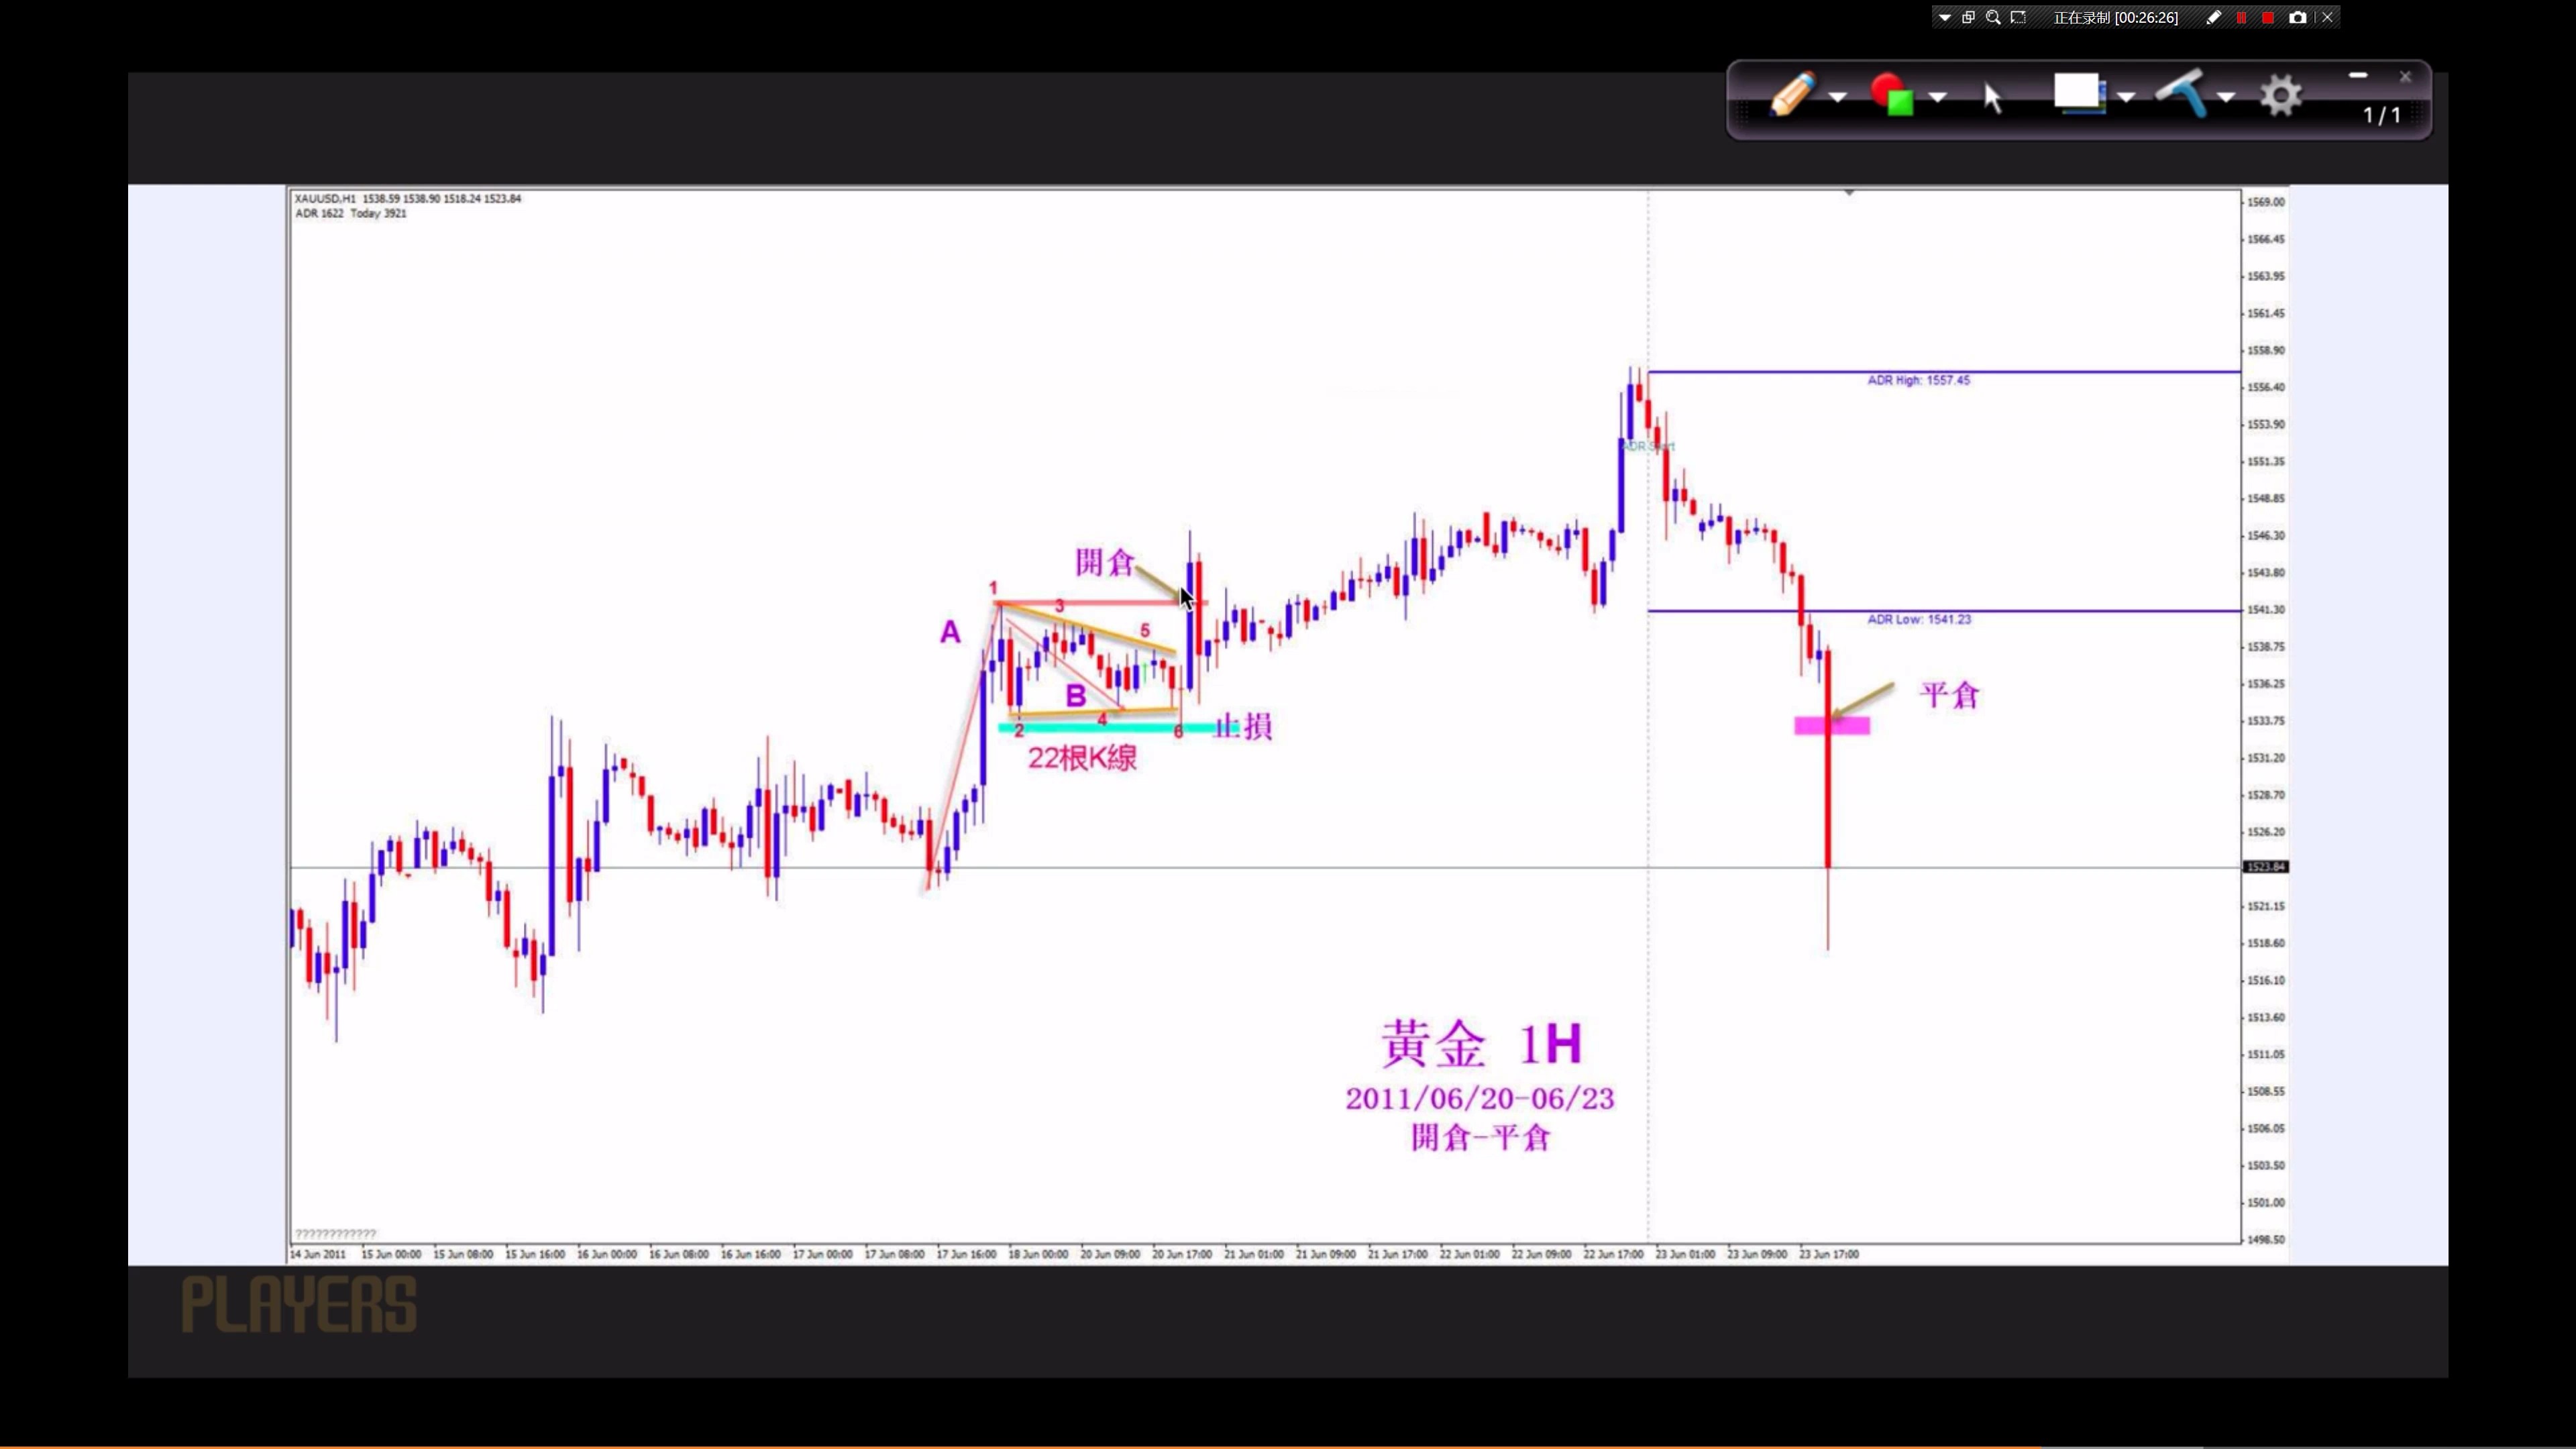 正在录制 [00:26:26]
1/1
XAUUSD,H1 1538.59 1538.90 1518.24 1523.84
ADR 1622 Today 3921
1569.00
1566.45
1563.95
1561.45
1558.90
ADR High: 1557.45
1556.40
1553.90
ADR Start
1551.35
1548.85
1546.30
開倉
1543.80
1
3
1541.30
ADR Low: 1541.23
A
5
1538.75
B
平倉
1536.25
4
1533.75
2
6
止損
22根K線
1531.20
1528.70
1526.20
1523.84
1521.15
1518.60
1516.10
1513.60
黃金 1H
1511.05
2011/06/20-06/23
1508.55
開倉-平倉
1506.05
1503.50
1501.00
????????????
1498.50
14 Jun 2011 15 Jun 00:00 15 Jun 08:00 15 Jun 16:00 16 Jun 00:00 16 Jun 08:00 16 Jun 16:00 17 Jun 00:00 17 Jun 08:00 17 Jun 16:00 18 Jun 00:00 20 Jun 09:00 20 Jun 17:00 21 Jun 01:00 21 Jun 09:00 21 Jun 17:00 22 Jun 01:00 22 Jun 09:00 22 Jun 17:00 23 Jun 01:00 23 Jun 09:00 23 Jun 17:00
PLAYERS